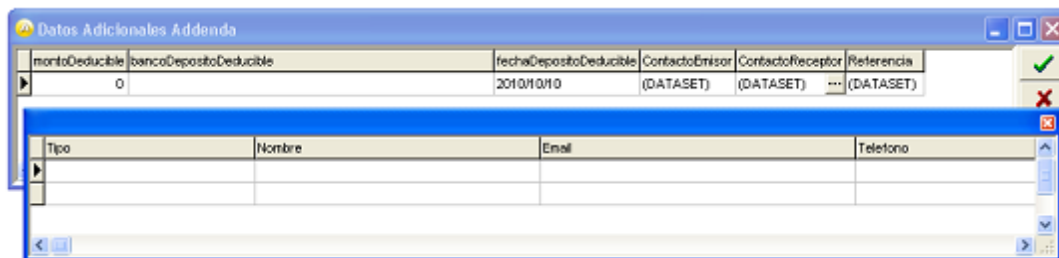 Datos Adicionales Addenda
montoDeducible bancoDepositoDeducible fechaDepositoDeducible ContactoEmisor ContactoReceptor Referencia
0 2010/10/10 (DATASET) (DATASET) ... (DATASET)
Tipo Nombre Email Telefono